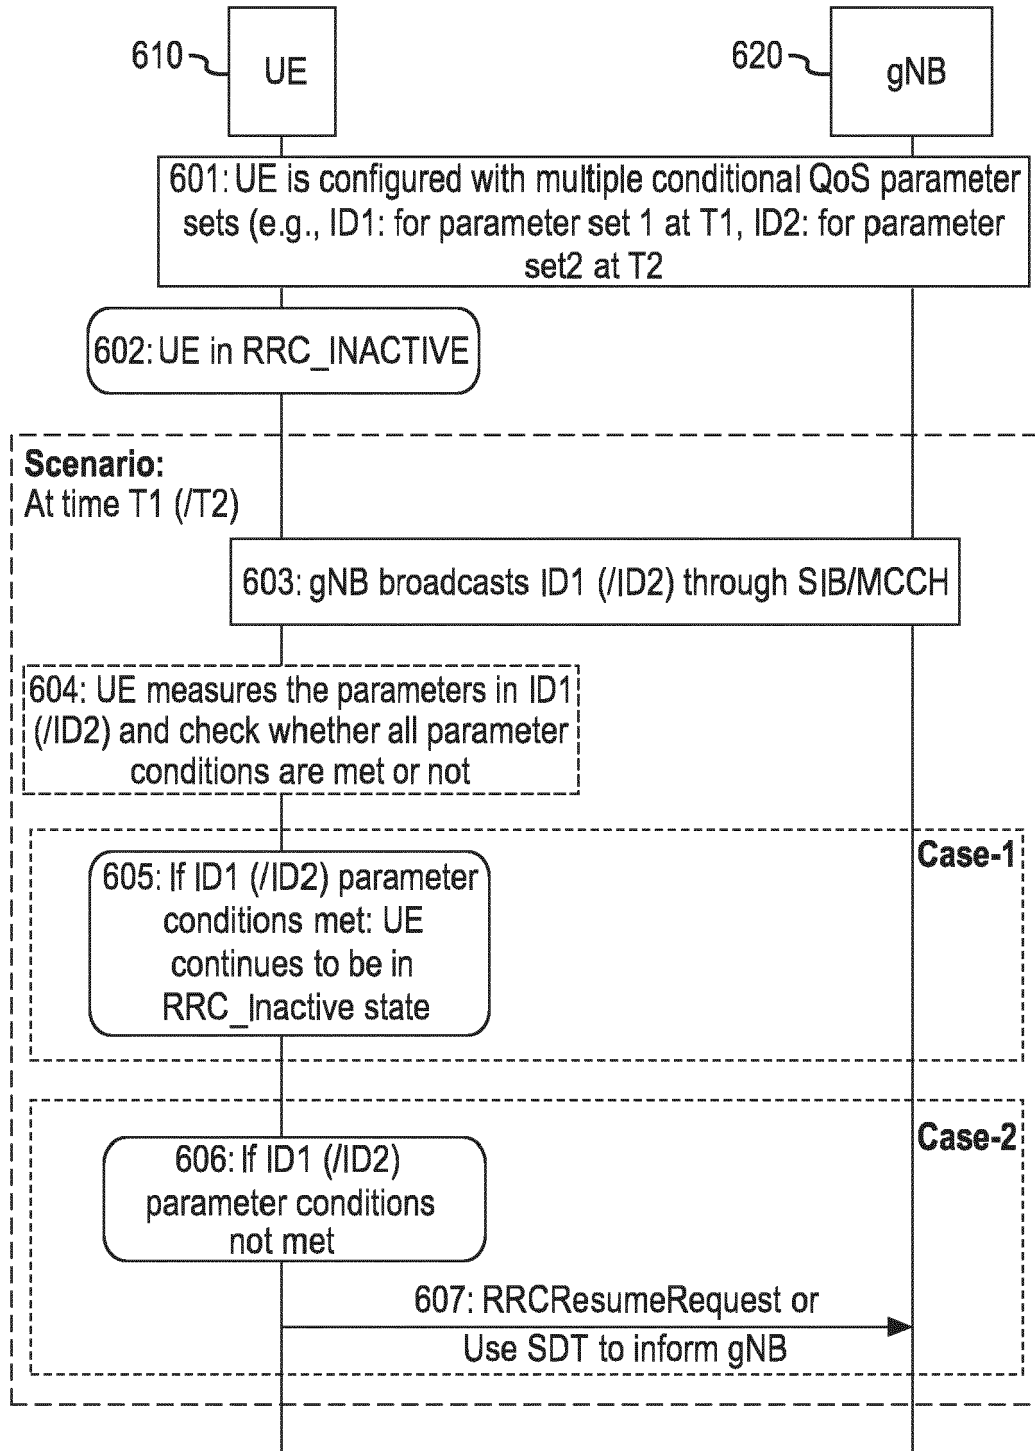 610
UE
620
gNB
601: UE is configured with multiple conditional QoS parameter
sets (e.g., ID1: for parameter set 1 at T1, ID2: for parameter
set2 at T2
602: UE in RRC_INACTIVE
Scenario:
At time T1 (/T2)
603: gNB broadcasts ID1 (/ID2) through SIB/MCCH
604: UE measures the parameters in ID1
(/ID2) and check whether all parameter
conditions are met or not
Case-1
605: If ID1 (/ID2) parameter
conditions met: UE
continues to be in
RRC_Inactive state
Case-2
606: If ID1 (/ID2)
parameter conditions
not met
607: RRCResumeRequest or
Use SDT to inform gNB